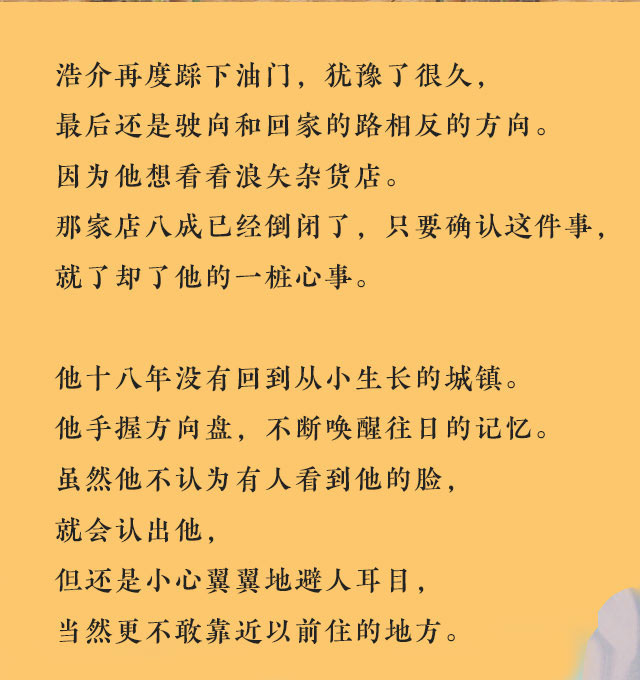 浩介再度踩下油门，犹豫了很久，
最后还是驶向和回家的路相反的方向。
因为他想看看浪矢杂货店。
那家店八成已经倒闭了，只要确认这件事，
就了却了他的一桩心事。
他十八年没有回到从小生长的城镇。
他手握方向盘，不断唤醒往日的记忆。
虽然他不认为有人看到他的脸，
就会认出他，
但还是小心翼翼地避人耳目，
当然更不敢靠近以前住的地方。